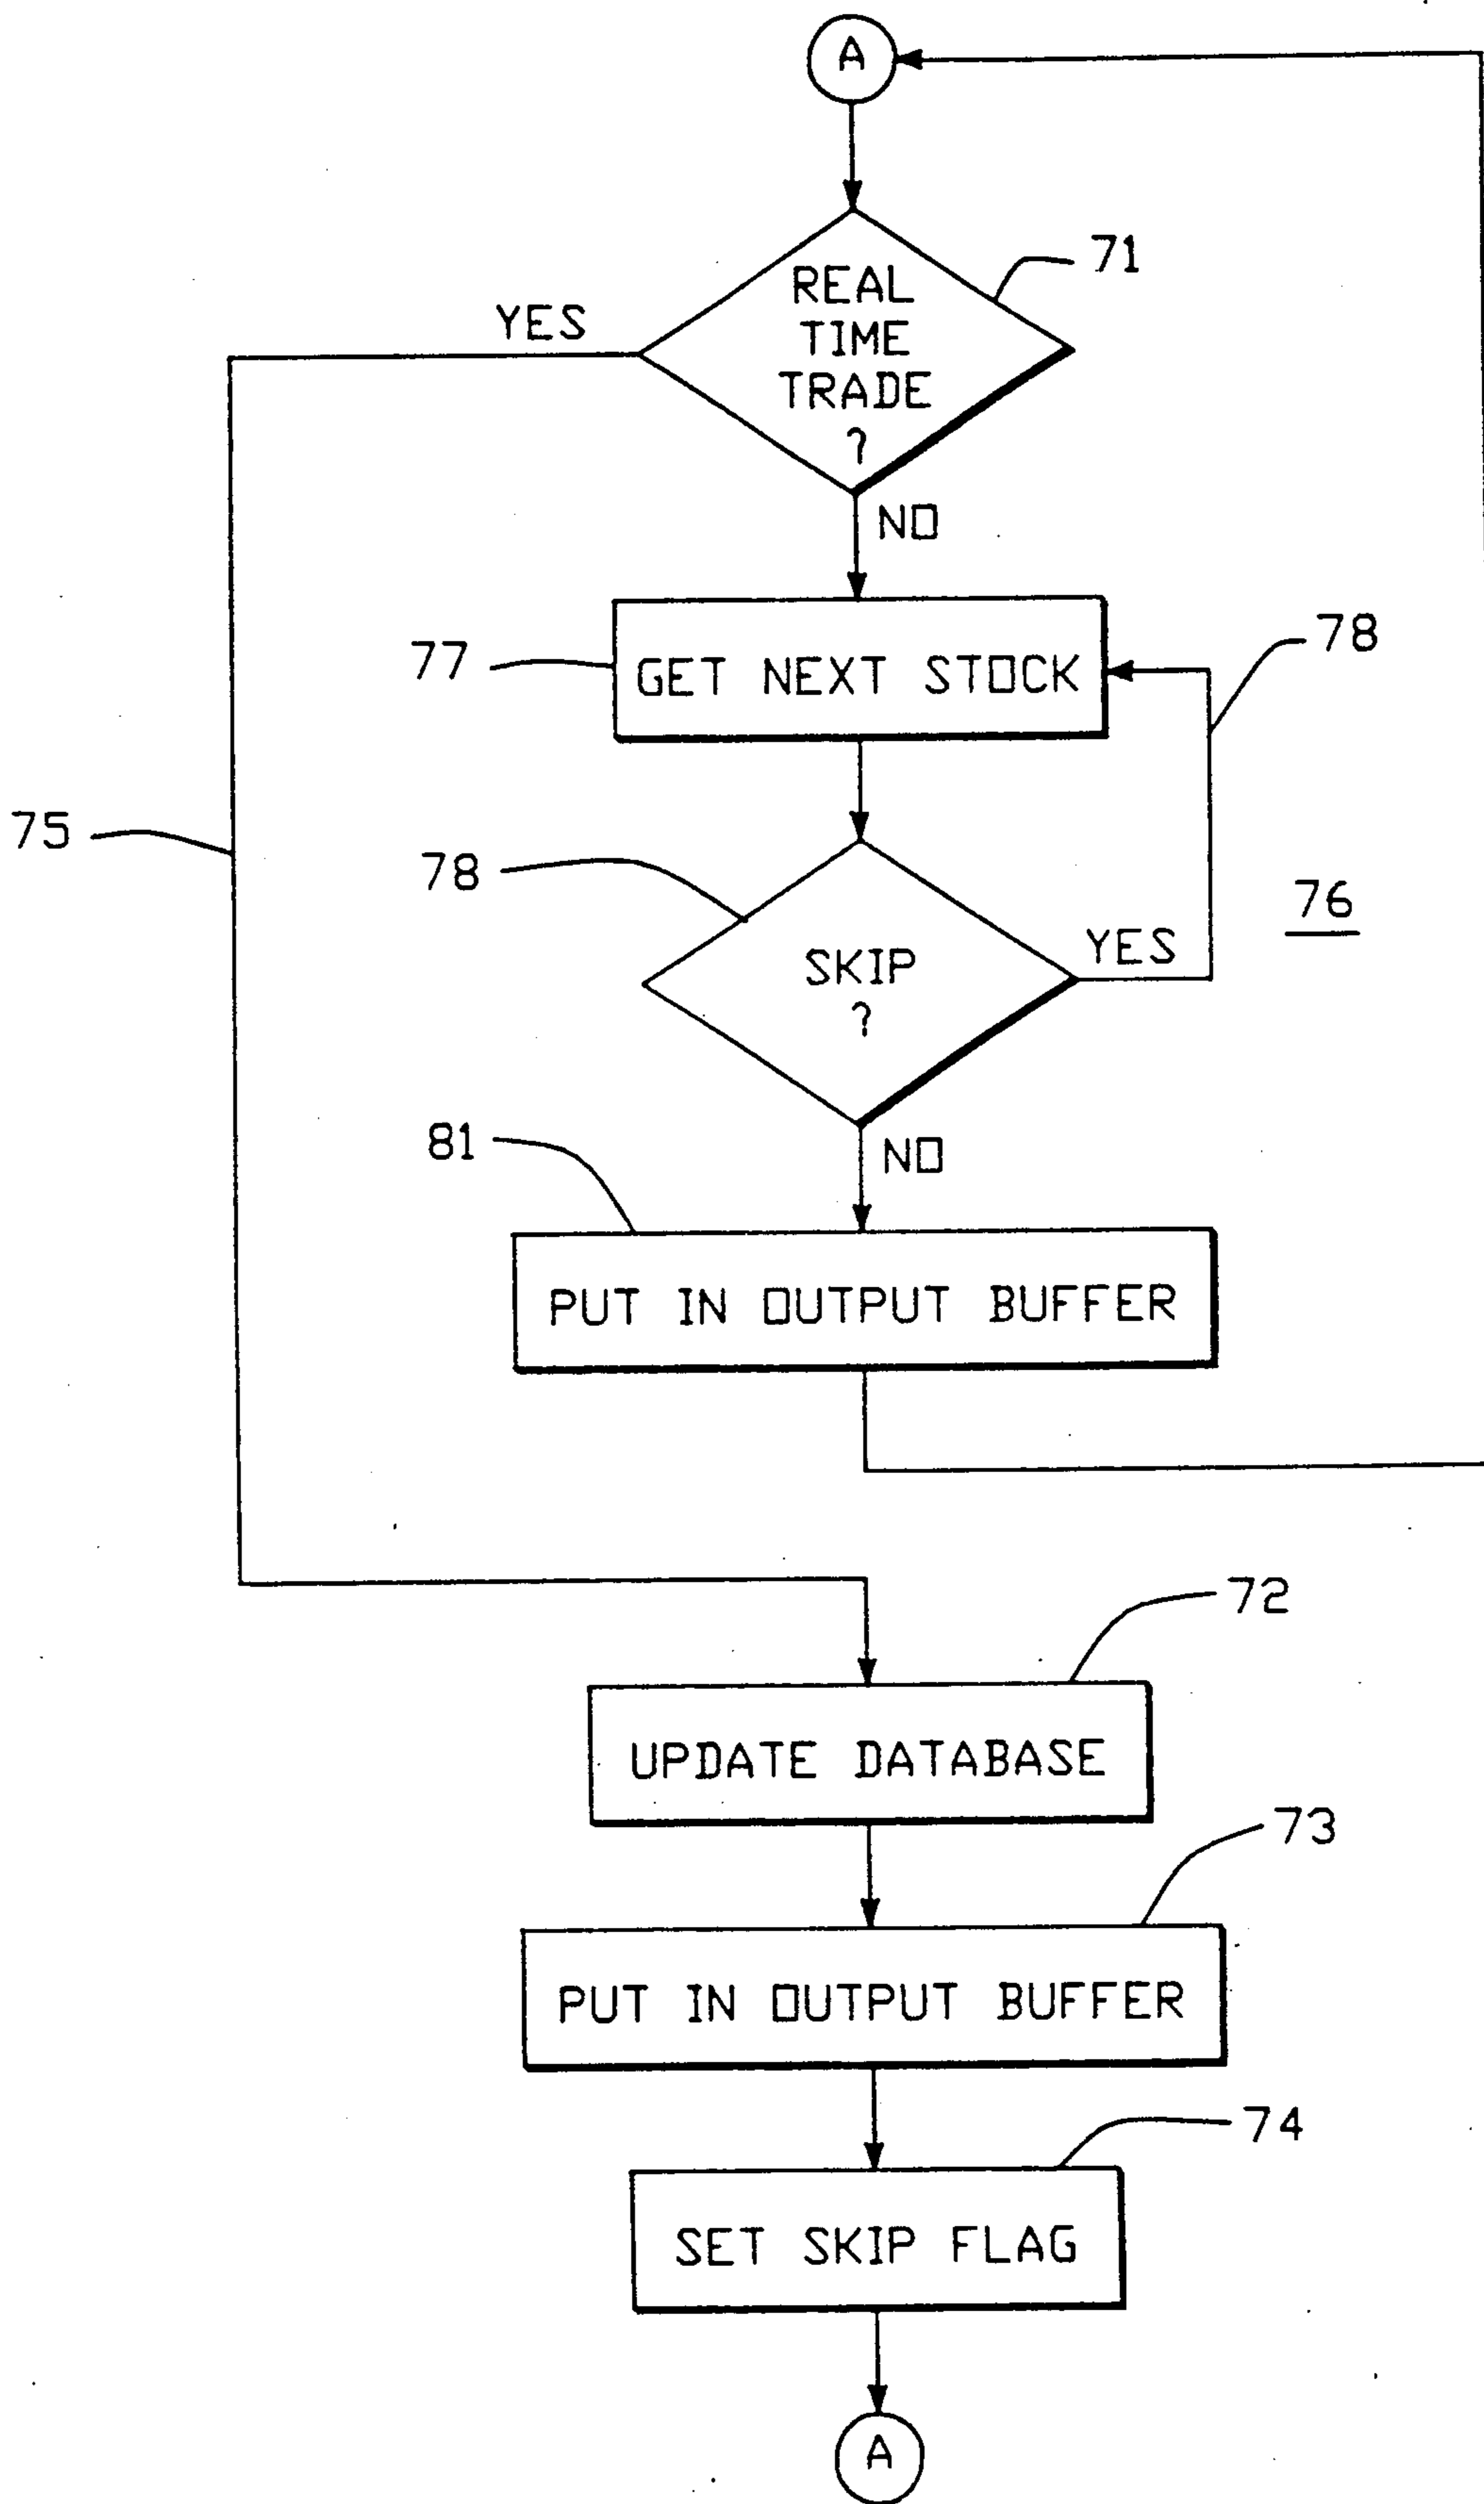 A
71
REAL
TIME
TRADE
?
YES
NO
77
GET NEXT STOCK
78
75
78
SKIP
?
YES
76
81
NO
PUT IN OUTPUT BUFFER
72
UPDATE DATABASE
73
PUT IN OUTPUT BUFFER
74
SET SKIP FLAG
A